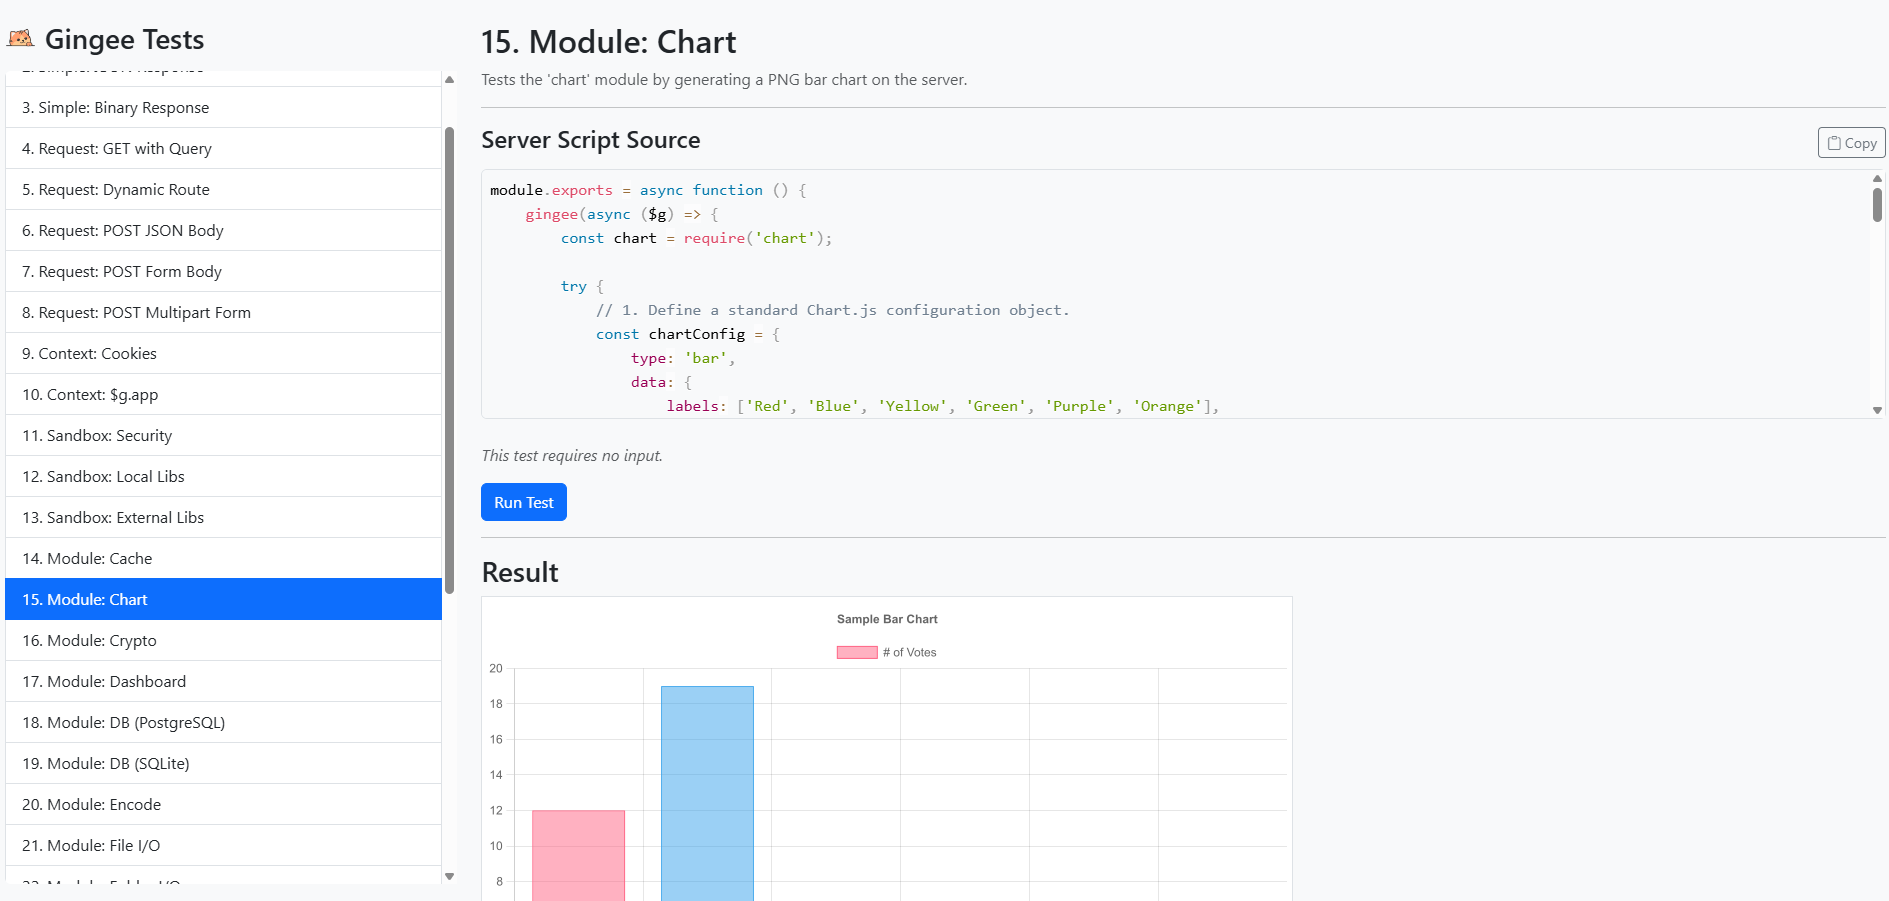 Gingee Tests
3. Simple: Binary Response
4. Request: GET with Query
5. Request: Dynamic Route
6. Request: POST JSON Body
7. Request: POST Form Body
8. Request: POST Multipart Form
9. Context: Cookies
10. Context: $g.app
11. Sandbox: Security
12. Sandbox: Local Libs
13. Sandbox: External Libs
14. Module: Cache
15. Module: Chart
16. Module: Crypto
17. Module: Dashboard
18. Module: DB (PostgreSQL)
19. Module: DB (SQLite)
20. Module: Encode
21. Module: File I/O
15. Module: Chart
Tests the 'chart' module by generating a PNG bar chart on the server.
Server Script Source
Copy
module.exports = async function () {
gingee(async ($g) => {
const chart = require('chart');
try {
// 1. Define a standard Chart.js configuration object.
const chartConfig = {
type: 'bar',
data: {
labels: ['Red', 'Blue', 'Yellow', 'Green', 'Purple', 'Orange'],
This test requires no input.
Run Test
Result
Sample Bar Chart
# of Votes
20
18
16
14
12
10
8